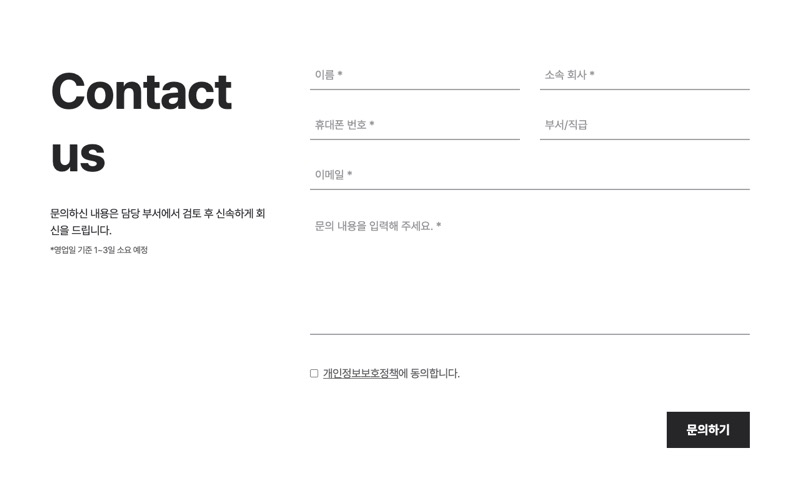 Contact
us
문의하신 내용은 담당 부서에서 검토 후 신속하게 회
신을 드립니다.
*영업일 기준 1~3일 소요 예정
이름 *
소속 회사 *
휴대폰 번호 *
부서/직급
이메일 *
문의 내용을 입력해 주세요. *
개인정보보호정책에 동의합니다.
문의하기